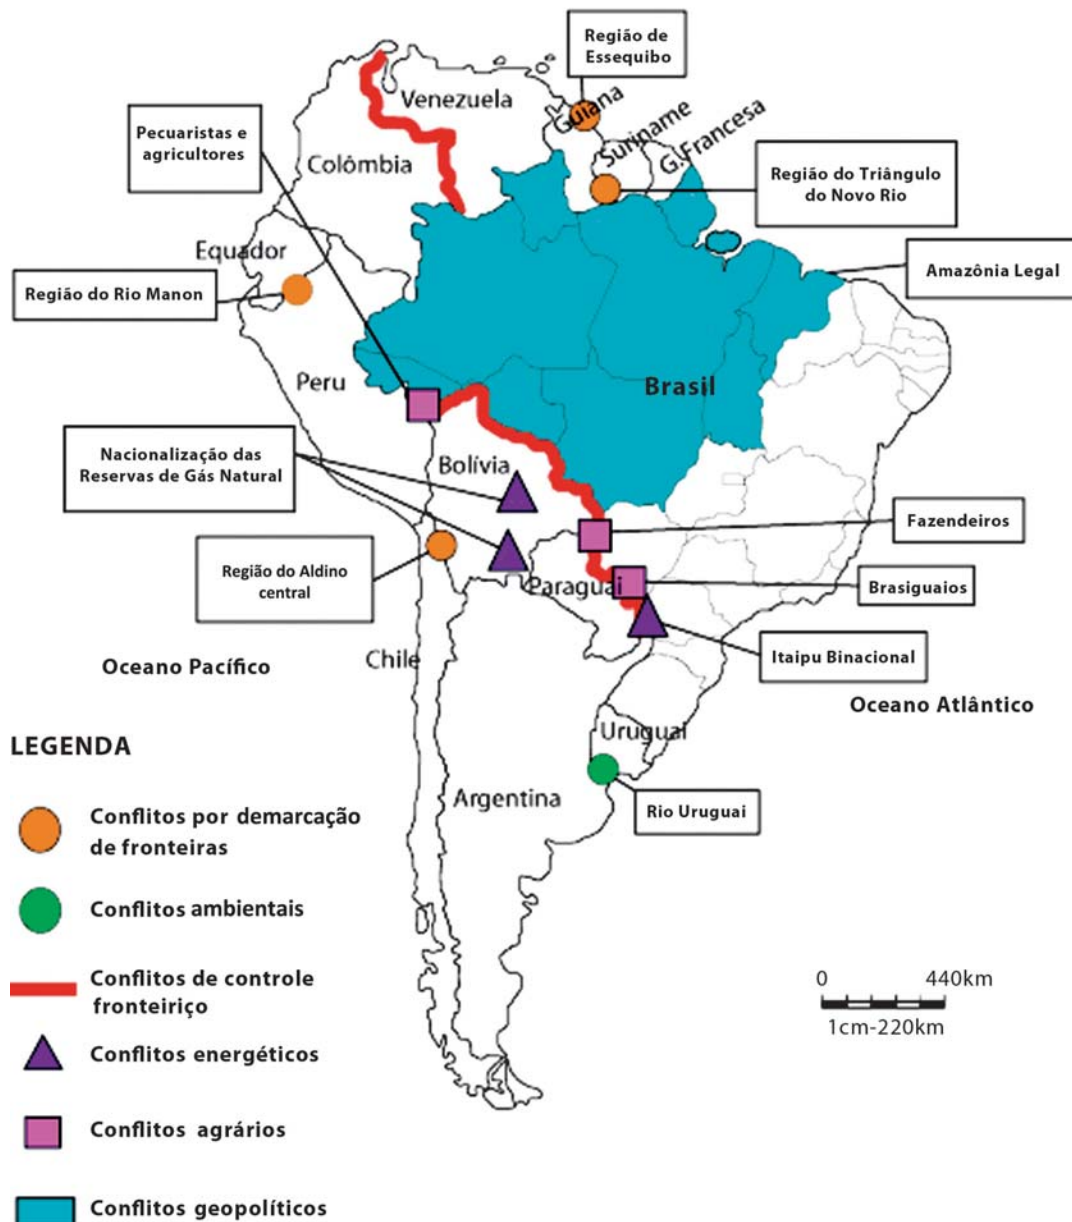 Região de
Essequibo
Venezuela
Guiana
Suriname
G.Francesa
Pecuaristas e
agricultores
Colômbia
Região do Triângulo
do Novo Rio
Equador
Amazônia Legal
Região do Rio Manon
Peru
Brasil
Nacionalização das
Reservas de Gás Natural
Bolívia
Fazendeiros
Região do Aldino
central
Paraguai
Brasiguaios
Itaipu Binacional
Oceano Pacífico
Chile
Oceano Atlântico
Uruguai
LEGENDA
Argentina
Rio Uruguai
Conflitos por demarcação
de fronteiras
Conflitos ambientais
Conflitos de controle
fronteiriço
0 440km
1cm-220km
Conflitos energéticos
Conflitos agrários
Conflitos geopolíticos